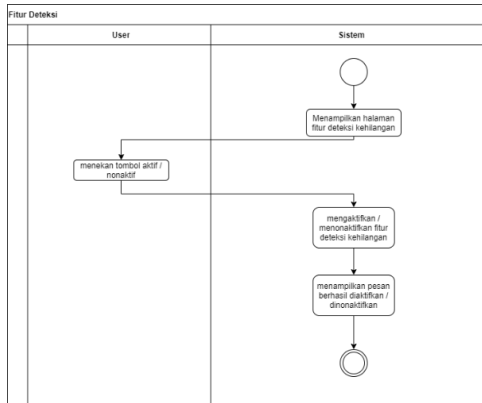 Fitur Deteksi
User
Sistem
Menampilkan halaman
fitur deteksi kehilangan
menekan tombol aktif /
nonaktif
mengaktifkan /
menonaktifkan fitur
deteksi kehilangan
menampilkan pesan
berhasil diaktifkan /
dinonaktifkan